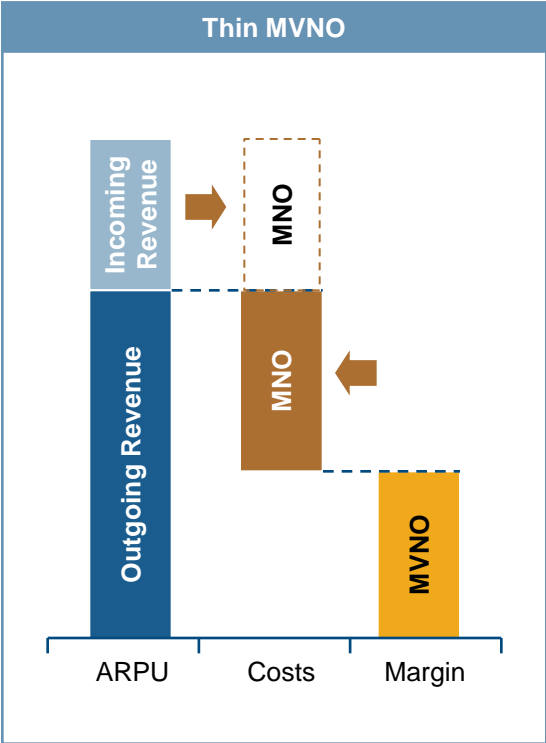 Thin MVNO
Incoming
Revenue
MNO
Outgoing Revenue
MNO
MVNO
ARPU
Costs
Margin